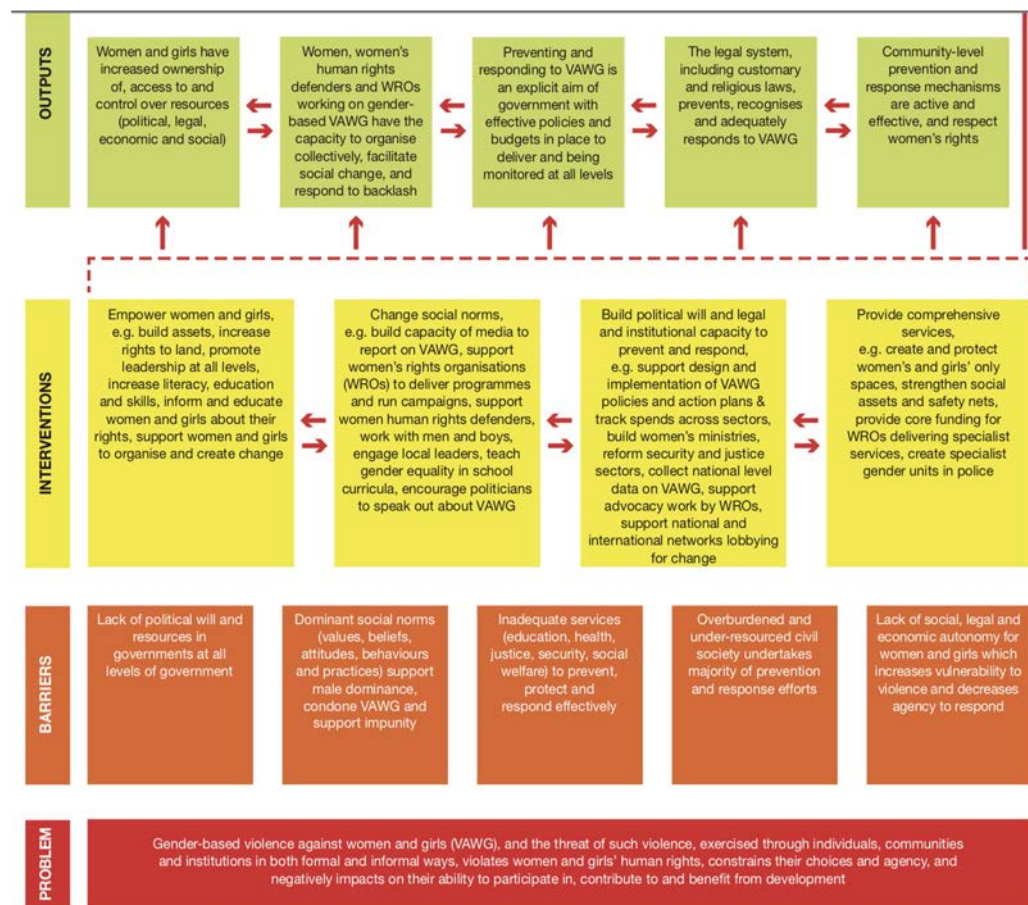 OUTPUTS
Women and girls have
increased ownership
of, access to and
control over resources
(political, legal,
economic and social)
Women, women's
human rights
defenders and WROs
working on gender-
based VAWG have the
capacity to organise
collectively, facilitate
social change, and
respond to backlash
Preventing and
responding to VAWG is
an explicit aim of
government with
effective policies and
budgets in place to
deliver and being
monitored at all levels
The legal system,
including customary
and religious laws,
prevents, recognises
and adequately
responds to VAWG
Community-level
prevention and
response mechanisms
are active and
effective, and respect
women's rights
INTERVENTIONS
Empower women and girls,
e.g. build assets, increase
rights to land, promote
leadership at all levels,
increase literacy, education
and skills, inform and educate
women and girls about their
rights, support women and girls
to organise and create change
Change social norms,
e.g. build capacity of media to
report on VAWG, support
women's rights organisations
(WROs) to deliver programmes
and run campaigns, support
women human rights defenders,
work with men and boys,
engage local leaders, teach
gender equality in school
curricula, encourage politicians
to speak out about VAWG
Build political will and legal
and institutional capacity to
prevent and respond,
e.g. support design and
implementation of VAWG
policies and action plans &
track spends across sectors,
build women's ministries,
reform security and justice
sectors, collect national level
data on VAWG, support
advocacy work by WROs,
support national and
international networks lobbying
for change
Provide comprehensive
services,
e.g. create and protect
women's and girls' only
spaces, strengthen social
assets and safety nets,
provide core funding for
WROs delivering specialist
services, create specialist
gender units in police
BARRIERS
Lack of political will and
resources in
governments at all
levels of government
Dominant social norms
(values, beliefs,
attitudes, behaviours
and practices) support
male dominance,
condone VAWG and
support impunity
Inadequate services
(education, health,
justice, security, social
welfare) to prevent,
protect and
respond effectively
Overburdened and
under-resourced civil
society undertakes
majority of prevention
and response efforts
Lack of social, legal and
economic autonomy for
women and girls which
increases vulnerability to
violence and decreases
agency to respond
PROBLEM
Gender-based violence against women and girls (VAWG), and the threat of such violence, exercised through individuals, communities
and institutions in both formal and informal ways, violates women and girls' human rights, constrains their choices and agency, and
negatively impacts on their ability to participate in, contribute to and benefit from development